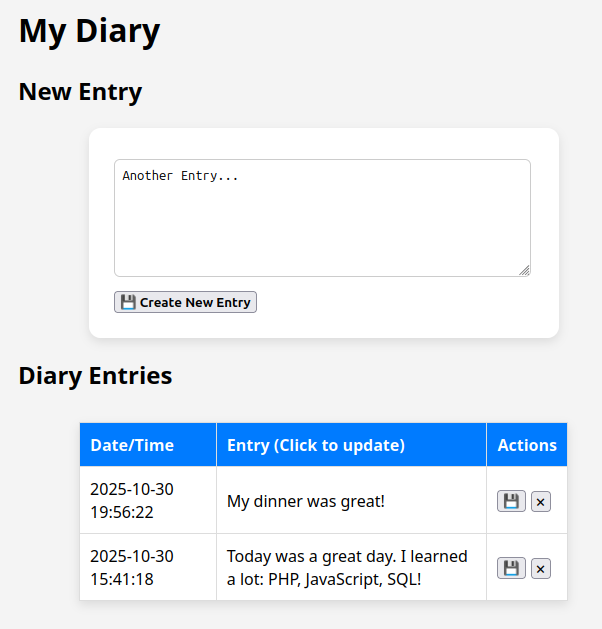 My Diary
New Entry
Another Entry...
💾 Create New Entry
Diary Entries
Date/Time Entry (Click to update) Actions
2025-10-30
19:56:22
My dinner was great!
💾 ×
2025-10-30
15:41:18
Today was a great day. I learned
a lot: PHP, JavaScript, SQL!
💾 ×